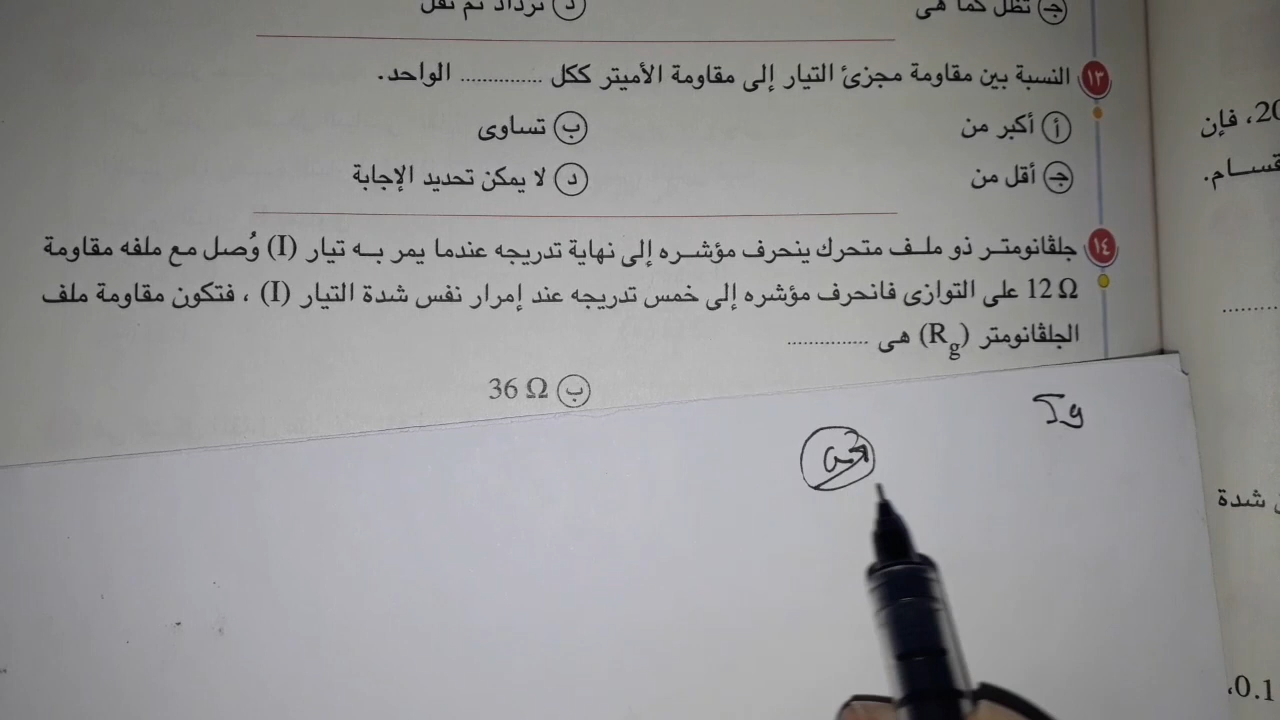 ج تظل كما هى
د تزداد ثم تقل
١٣ النسبة بين مقاومة مجزئ التيار إلى مقاومة الأميتر ككل ............... الواحد.
أ أكبر من
ب تساوى
ج أقل من
د لا يمكن تحديد الإجابة
١٤ جلڤانومتر ذو ملف متحرك ينحرف مؤشره إلى نهاية تدريجه عندما يمر به تيار (I) وُصل مع ملفه مقاومة
12 Ω على التوازى فانحرف مؤشره إلى خمس تدريجه عند إمرار نفس شدة التيار (I) ، فتكون مقاومة ملف
الجلڤانومتر (Rg) هى ...............
ب 36 Ω
Ig
G
20، فإن
قسام.
شدة
0.1،